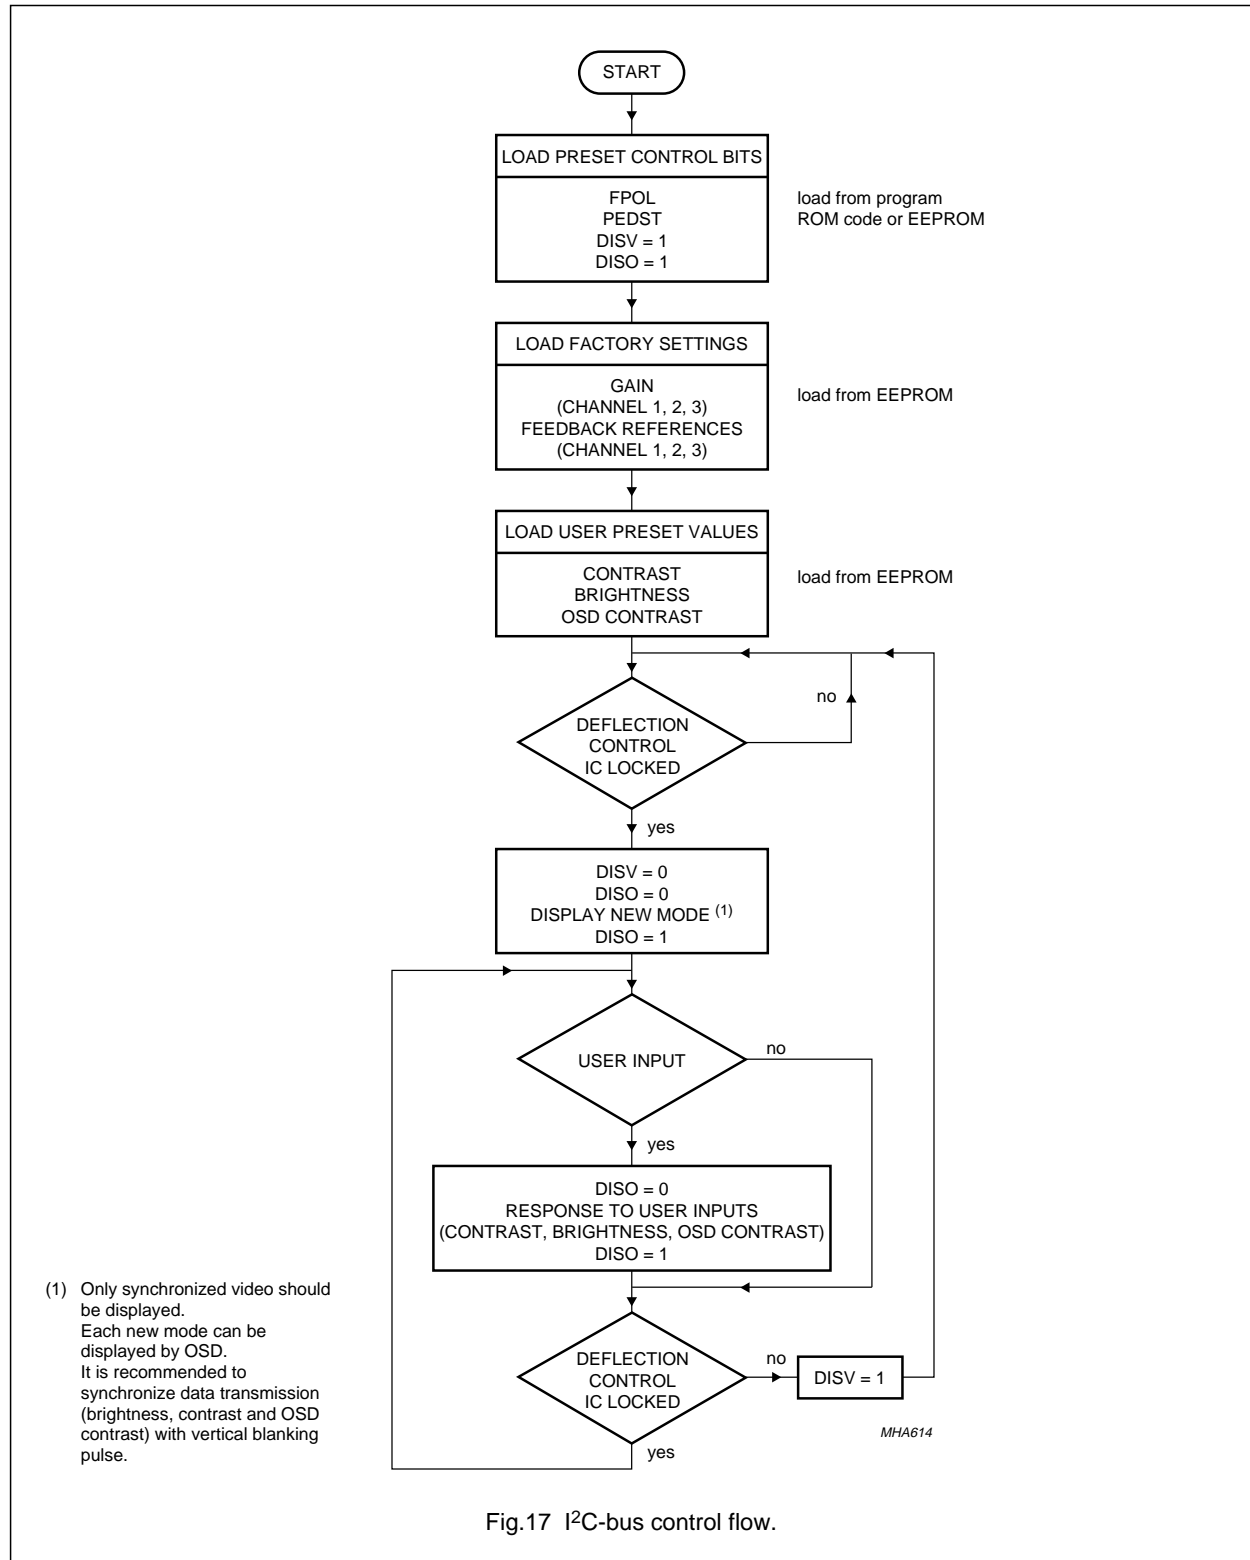 START
LOAD PRESET CONTROL BITS
FPOL
PEDST
DISV = 1
DISO = 1
load from program
ROM code or EEPROM
LOAD FACTORY SETTINGS
GAIN
(CHANNEL 1, 2, 3)
FEEDBACK REFERENCES
(CHANNEL 1, 2, 3)
load from EEPROM
LOAD USER PRESET VALUES
CONTRAST
BRIGHTNESS
OSD CONTRAST
load from EEPROM
no
DEFLECTION
CONTROL
IC LOCKED
yes
DISV = 0
DISO = 0
DISPLAY NEW MODE (1)
DISO = 1
USER INPUT
no
yes
DISO = 0
RESPONSE TO USER INPUTS
(CONTRAST, BRIGHTNESS, OSD CONTRAST)
DISO = 1
DEFLECTION
CONTROL
IC LOCKED
no
DISV = 1
yes
MHA614
(1) Only synchronized video should
be displayed.
Each new mode can be
displayed by OSD.
It is recommended to
synchronize data transmission
(brightness, contrast and OSD
contrast) with vertical blanking
pulse.
Fig.17 I²C-bus control flow.